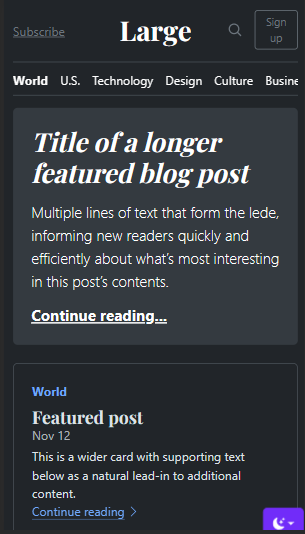 Subscribe
Large
Sign
up
World U.S. Technology Design Culture Busine
Title of a longer
featured blog post
Multiple lines of text that form the lede,
informing new readers quickly and
efficiently about what’s most interesting
in this post’s contents.
Continue reading...
World
Featured post
Nov 12
This is a wider card with supporting text
below as a natural lead-in to additional
content.
Continue reading